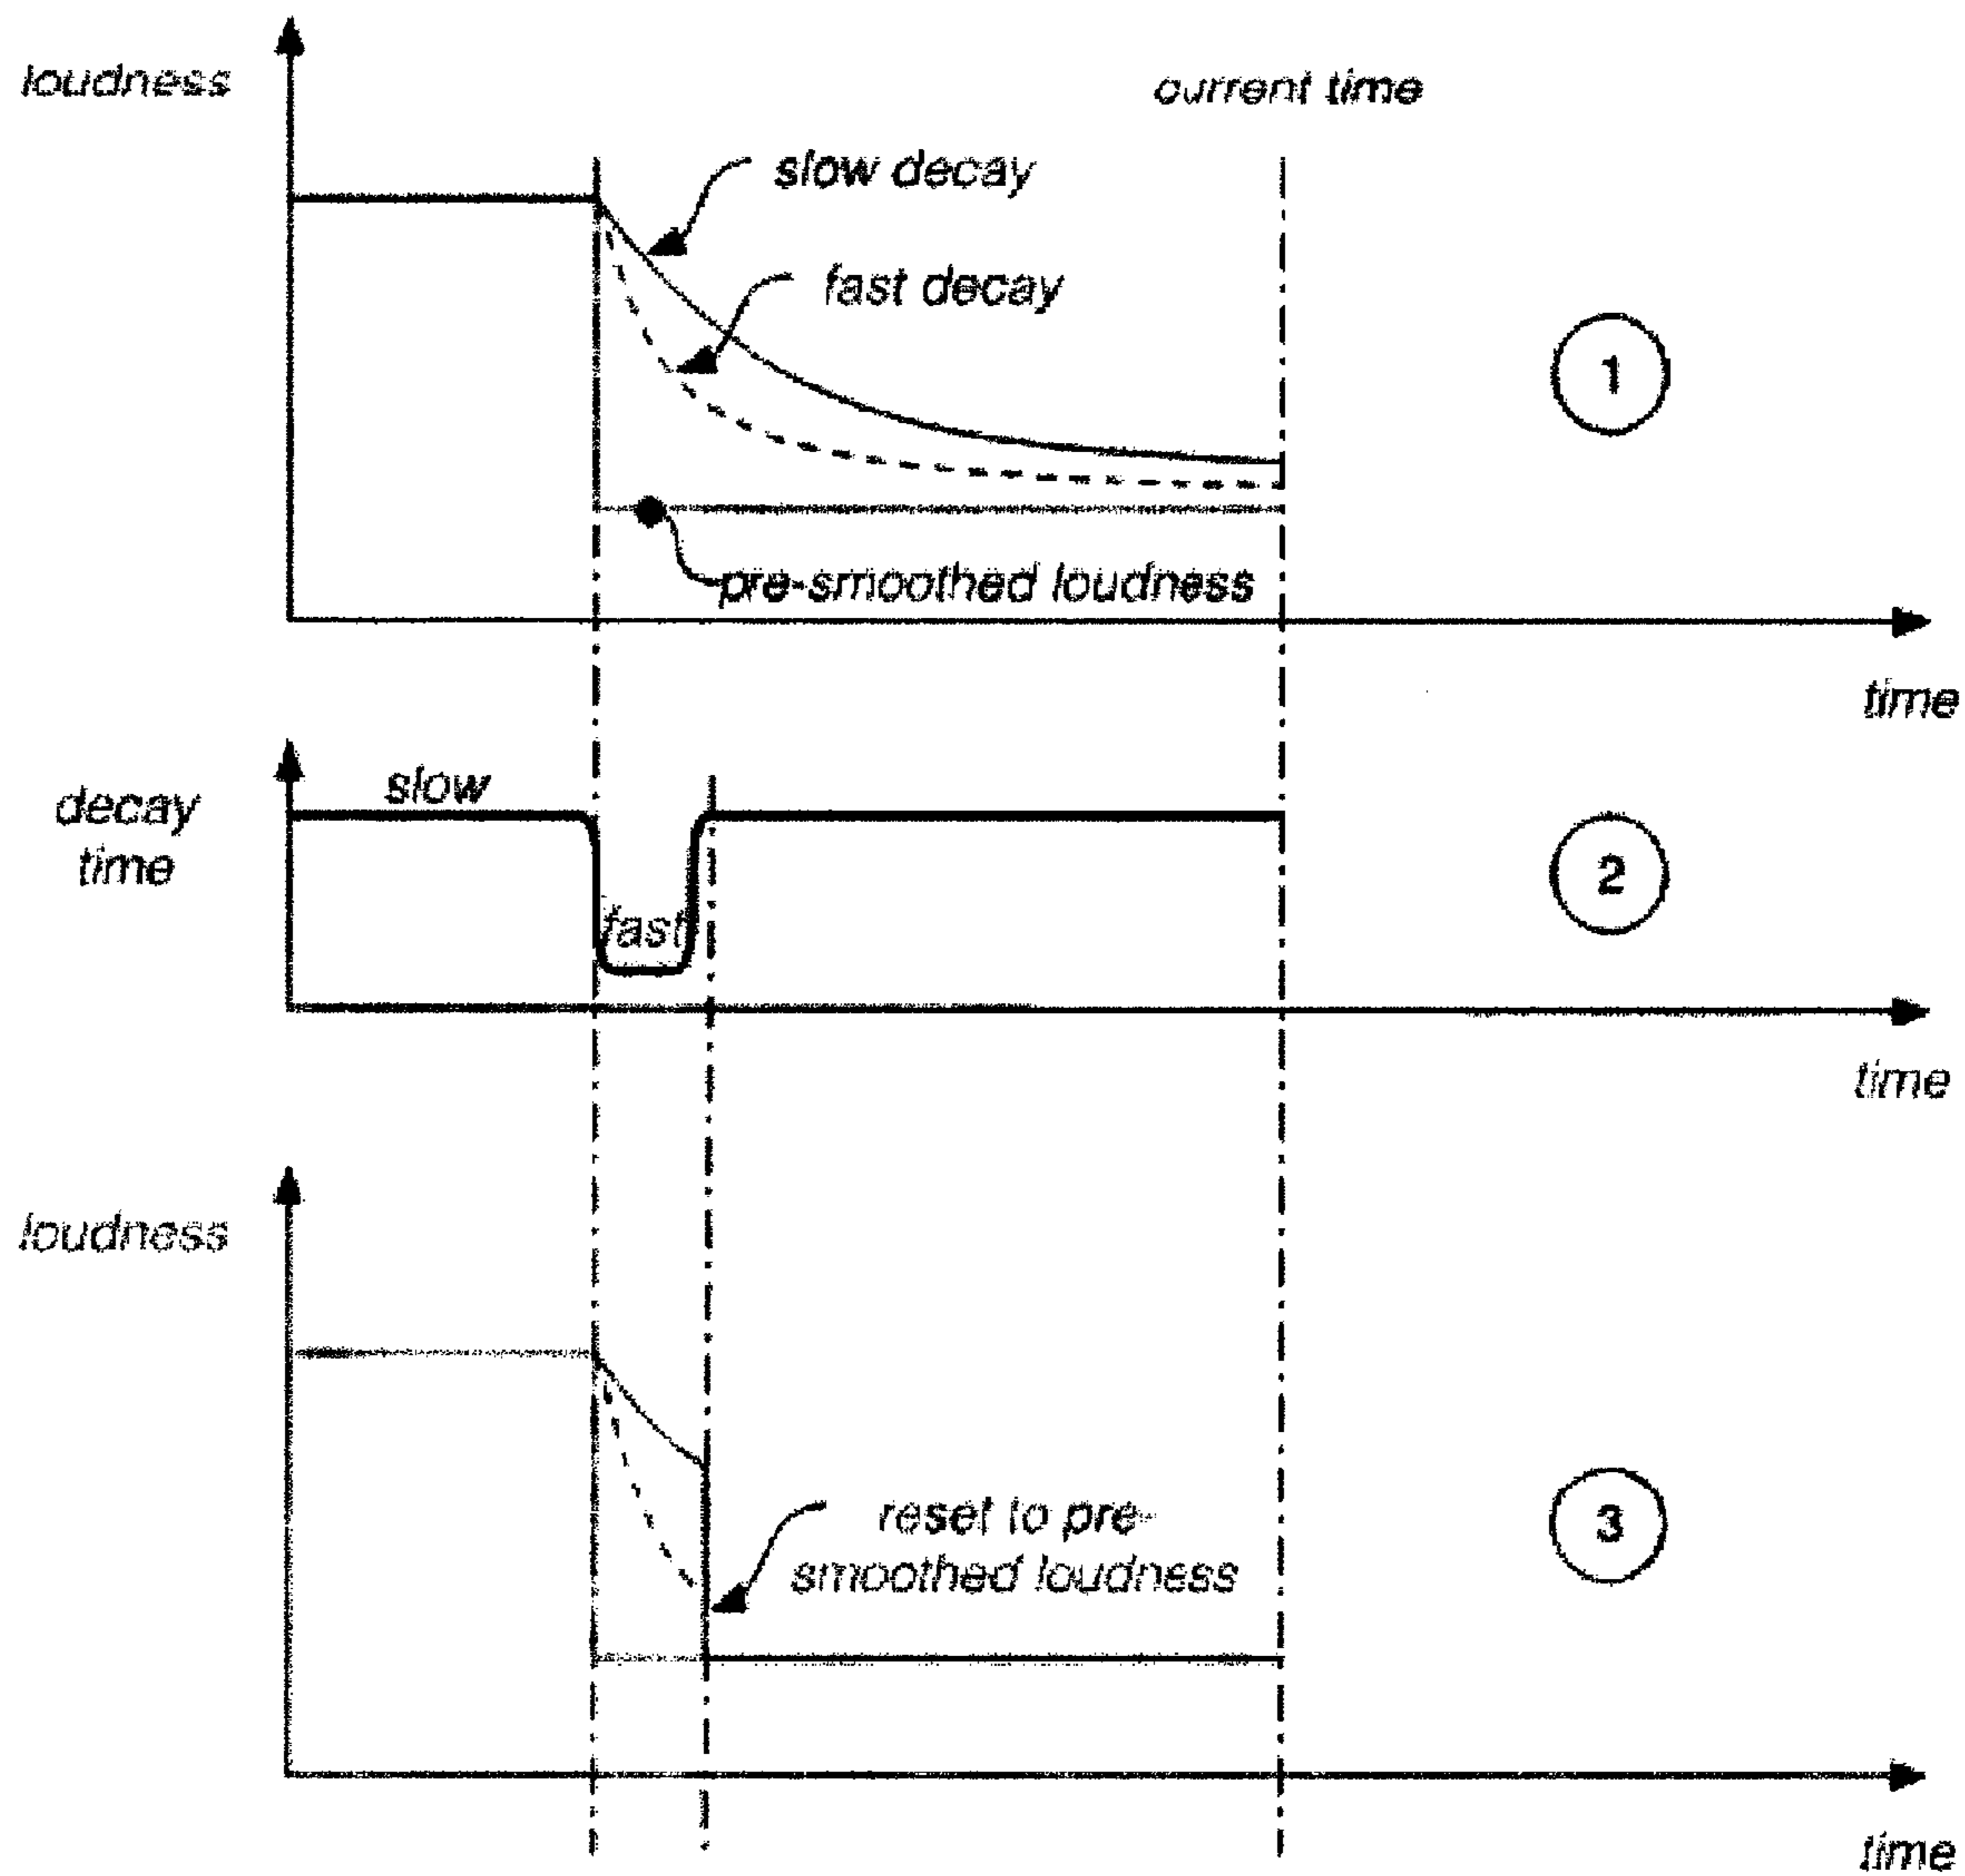 loudness
current time
slow decay
fast decay
1
pre-smoothed loudness
time
slow
decay
time
2
fast
time
loudness
reset to pre-
smoothed loudness
3
time